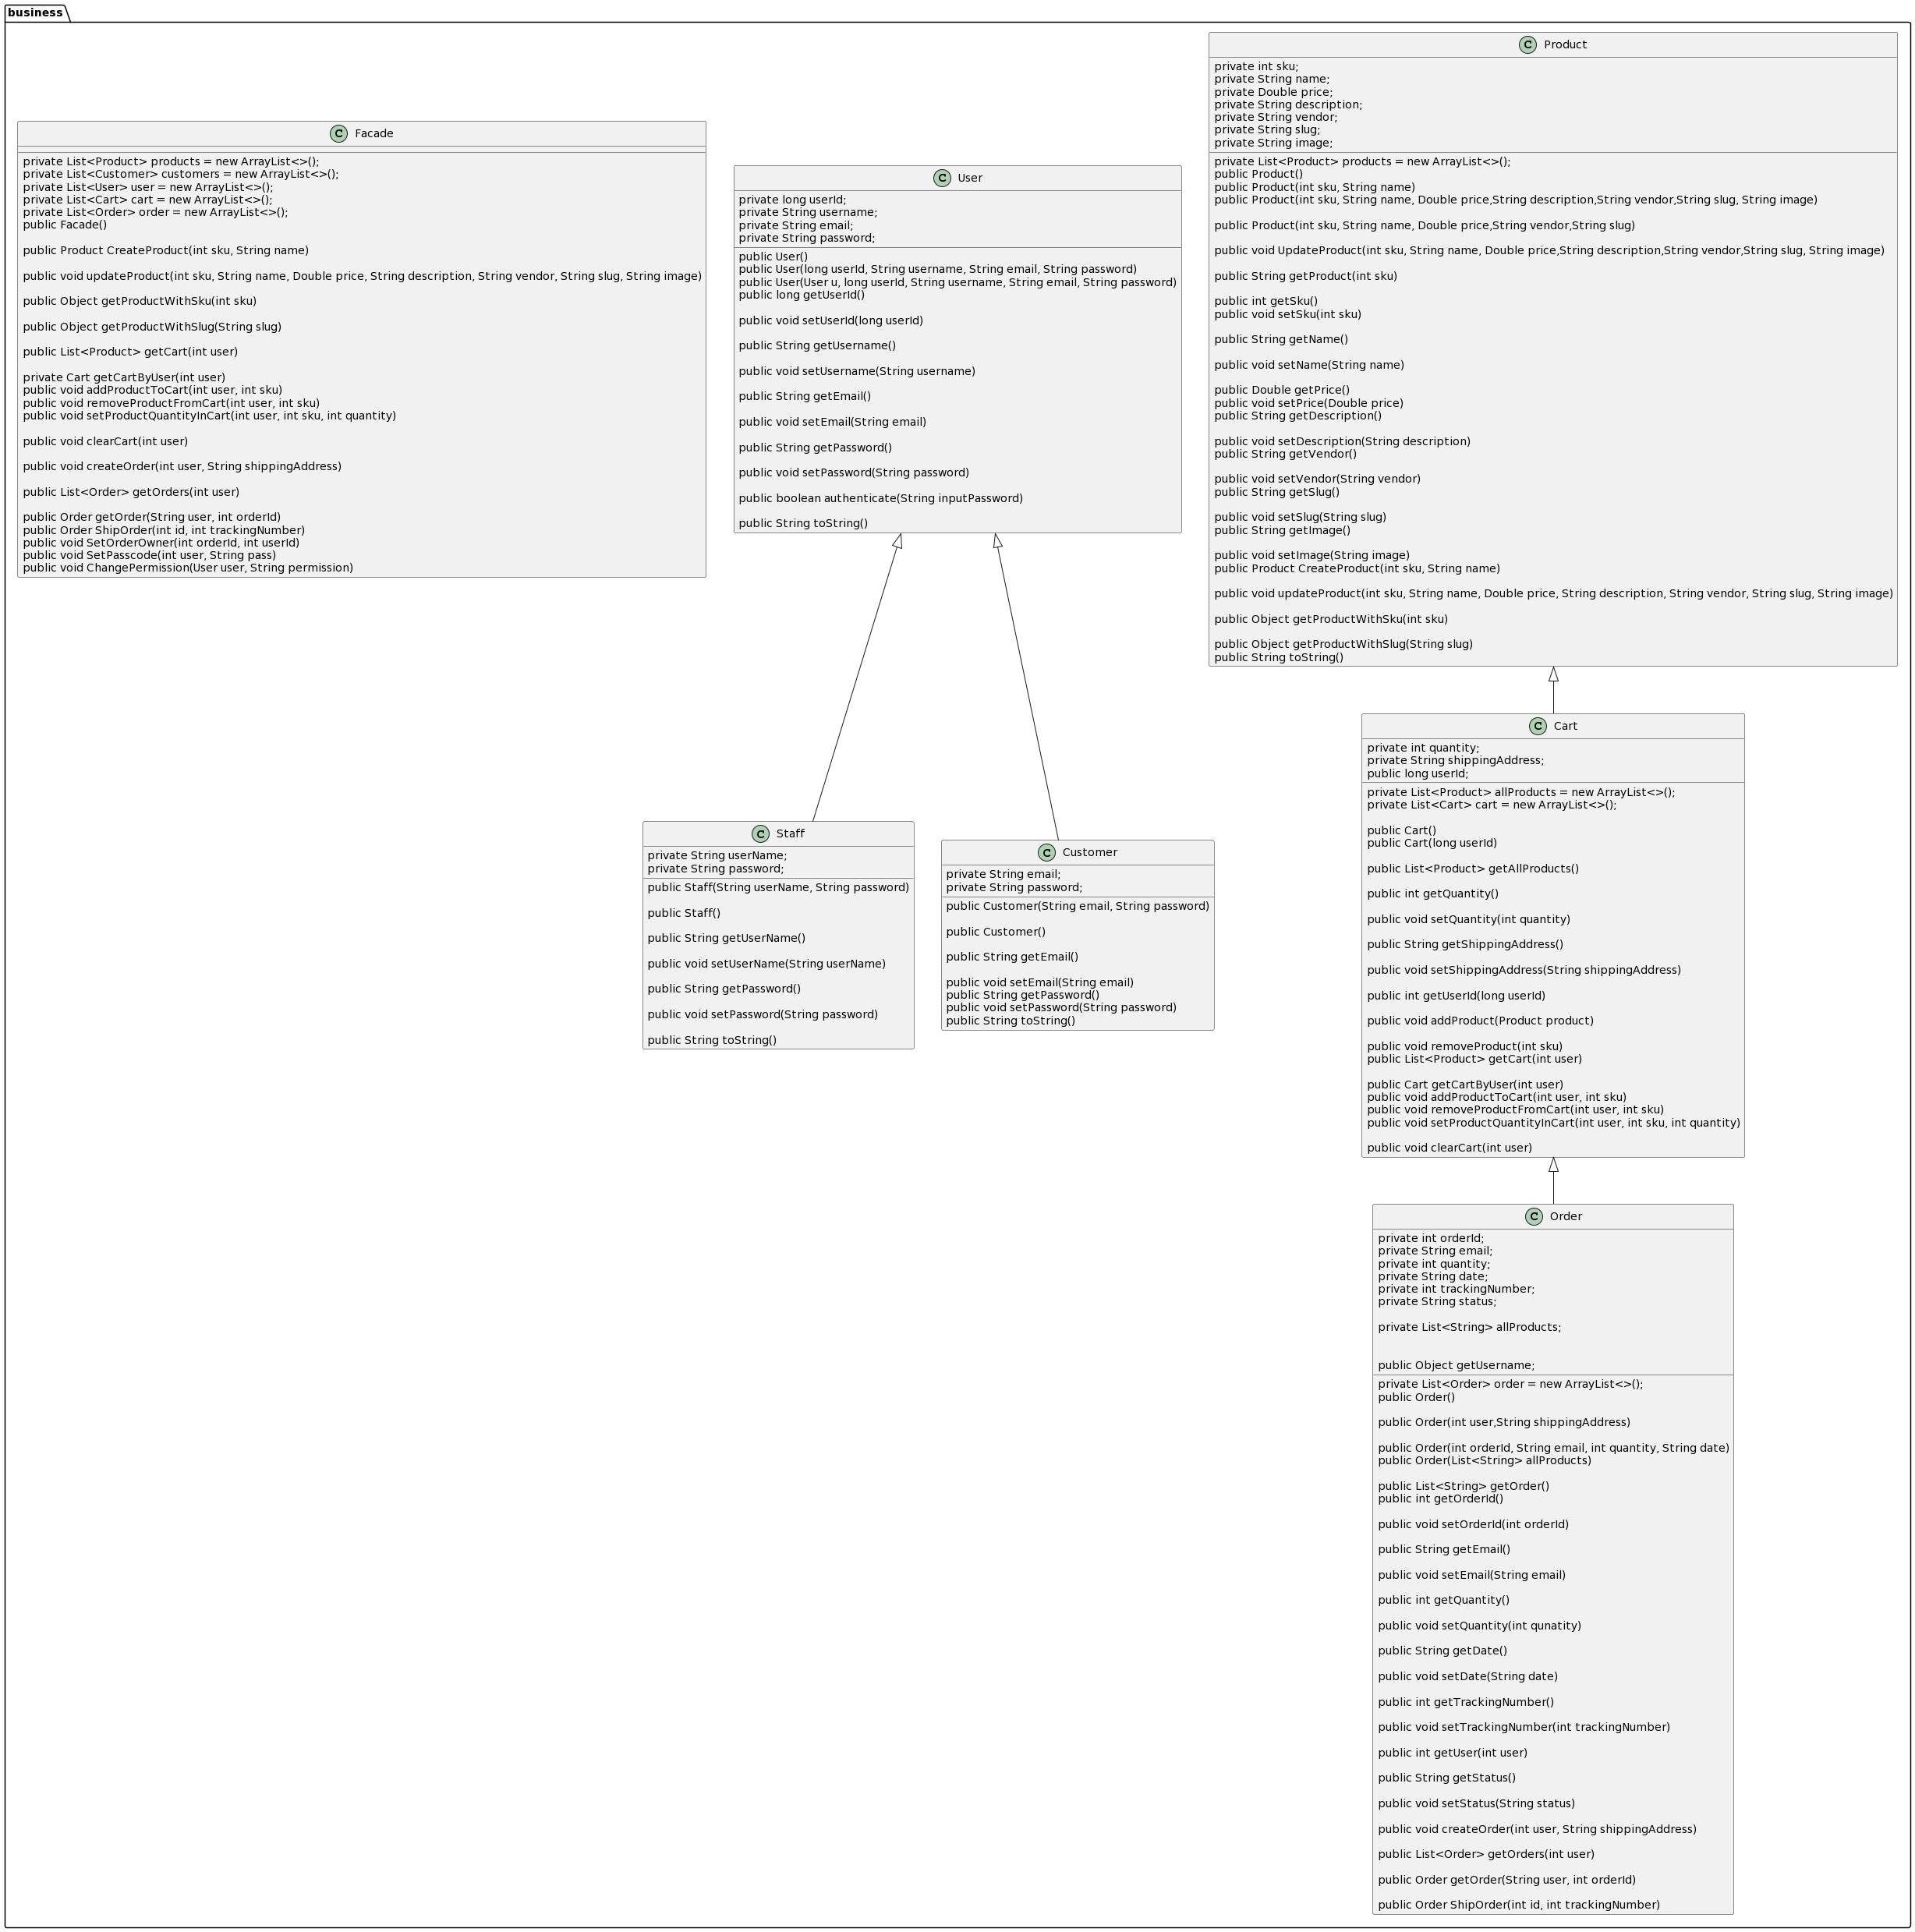 business
C Facade
private List<Product> products = new ArrayList<>();
private List<Customer> customers = new ArrayList<>();
private List<User> user = new ArrayList<>();
private List<Cart> cart = new ArrayList<>();
private List<Order> order = new ArrayList<>();
public Facade()
public Product CreateProduct(int sku, String name)
public void updateProduct(int sku, String name, Double price, String description, String vendor, String slug, String image)
public Object getProductWithSku(int sku)
public Object getProductWithSlug(String slug)
public List<Product> getCart(int user)
private Cart getCartByUser(int user)
public void addProductToCart(int user, int sku)
public void removeProductFromCart(int user, int sku)
public void setProductQuantityInCart(int user, int sku, int quantity)
public void clearCart(int user)
public void createOrder(int user, String shippingAddress)
public List<Order> getOrders(int user)
public Order getOrder(String user, int orderId)
public Order ShipOrder(int id, int trackingNumber)
public void SetOrderOwner(int orderId, int userId)
public void SetPasscode(int user, String pass)
public void ChangePermission(User user, String permission)
C User
private long userId;
private String username;
private String email;
private String password;
public User()
public User(long userId, String username, String email, String password)
public User(User u, long userId, String username, String email, String password)
public long getUserId()
public void setUserId(long userId)
public String getUsername()
public void setUsername(String username)
public String getEmail()
public void setEmail(String email)
public String getPassword()
public void setPassword(String password)
public boolean authenticate(String inputPassword)
public String toString()
C Product
private int sku;
private String name;
private Double price;
private String description;
private String vendor;
private String slug;
private String image;
private List<Product> products = new ArrayList<>();
public Product()
public Product(int sku, String name)
public Product(int sku, String name, Double price,String description,String vendor,String slug, String image)
public Product(int sku, String name, Double price,String vendor,String slug)
public void UpdateProduct(int sku, String name, Double price,String description,String vendor,String slug, String image)
public String getProduct(int sku)
public int getSku()
public void setSku(int sku)
public String getName()
public void setName(String name)
public Double getPrice()
public void setPrice(Double price)
public String getDescription()
public void setDescription(String description)
public String getVendor()
public void setVendor(String vendor)
public String getSlug()
public void setSlug(String slug)
public String getImage()
public void setImage(String image)
public Product CreateProduct(int sku, String name)
public void updateProduct(int sku, String name, Double price, String description, String vendor, String slug, String image)
public Object getProductWithSku(int sku)
public Object getProductWithSlug(String slug)
public String toString()
C Staff
private String userName;
private String password;
public Staff(String userName, String password)
public Staff()
public String getUserName()
public void setUserName(String userName)
public String getPassword()
public void setPassword(String password)
public String toString()
C Customer
private String email;
private String password;
public Customer(String email, String password)
public Customer()
public String getEmail()
public void setEmail(String email)
public String getPassword()
public void setPassword(String password)
public String toString()
C Cart
private int quantity;
private String shippingAddress;
public long userId;
private List<Product> allProducts = new ArrayList<>();
private List<Cart> cart = new ArrayList<>();
public Cart()
public Cart(long userId)
public List<Product> getAllProducts()
public int getQuantity()
public void setQuantity(int quantity)
public String getShippingAddress()
public void setShippingAddress(String shippingAddress)
public int getUserId(long userId)
public void addProduct(Product product)
public void removeProduct(int sku)
public List<Product> getCart(int user)
public Cart getCartByUser(int user)
public void addProductToCart(int user, int sku)
public void removeProductFromCart(int user, int sku)
public void setProductQuantityInCart(int user, int sku, int quantity)
public void clearCart(int user)
C Order
private int orderId;
private String email;
private int quantity;
private String date;
private int trackingNumber;
private String status;
private List<String> allProducts;
public Object getUsername;
private List<Order> order = new ArrayList<>();
public Order()
public Order(int user,String shippingAddress)
public Order(int orderId, String email, int quantity, String date)
public Order(List<String> allProducts)
public List<String> getOrder()
public int getOrderId()
public void setOrderId(int orderId)
public String getEmail()
public void setEmail(String email)
public int getQuantity()
public void setQuantity(int qunatity)
public String getDate()
public void setDate(String date)
public int getTrackingNumber()
public void setTrackingNumber(int trackingNumber)
public int getUser(int user)
public String getStatus()
public void setStatus(String status)
public void createOrder(int user, String shippingAddress)
public List<Order> getOrders(int user)
public Order getOrder(String user, int orderId)
public Order ShipOrder(int id, int trackingNumber)